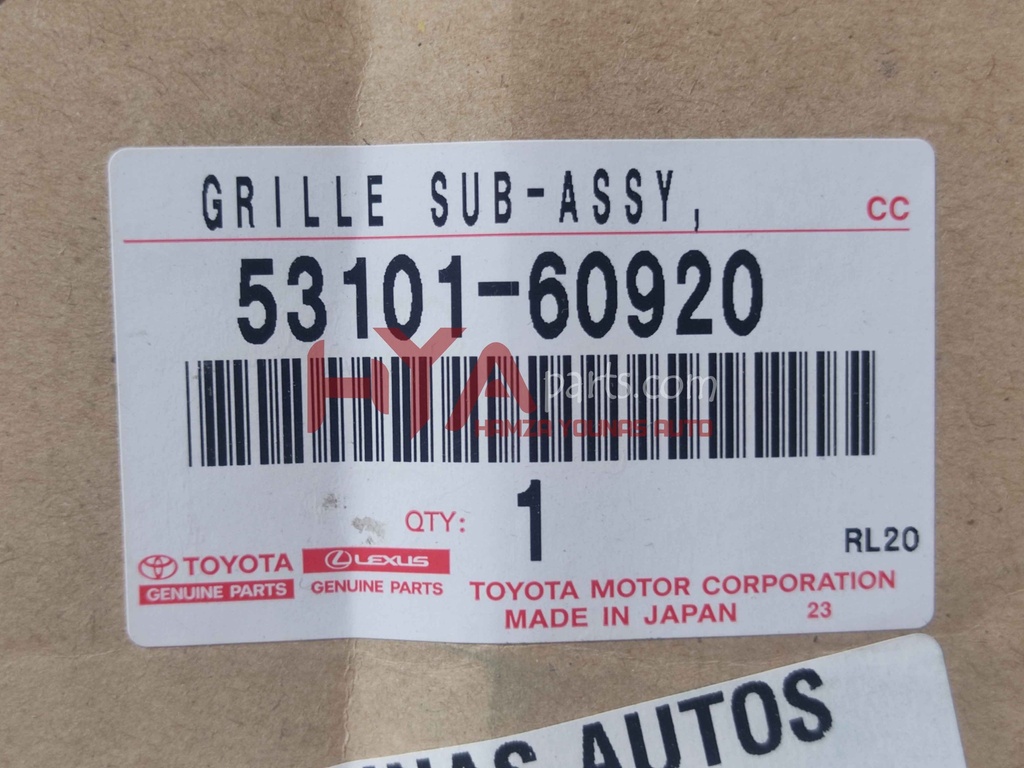 GRILLE SUB-ASSY,
CC
53101-60920
HYA parts.com
HAMZA YOUNAS AUTO
QTY: 1
RL20
TOYOTA
GENUINE PARTS
LEXUS
GENUINE PARTS
TOYOTA MOTOR CORPORATION
MADE IN JAPAN 23
AUTOS